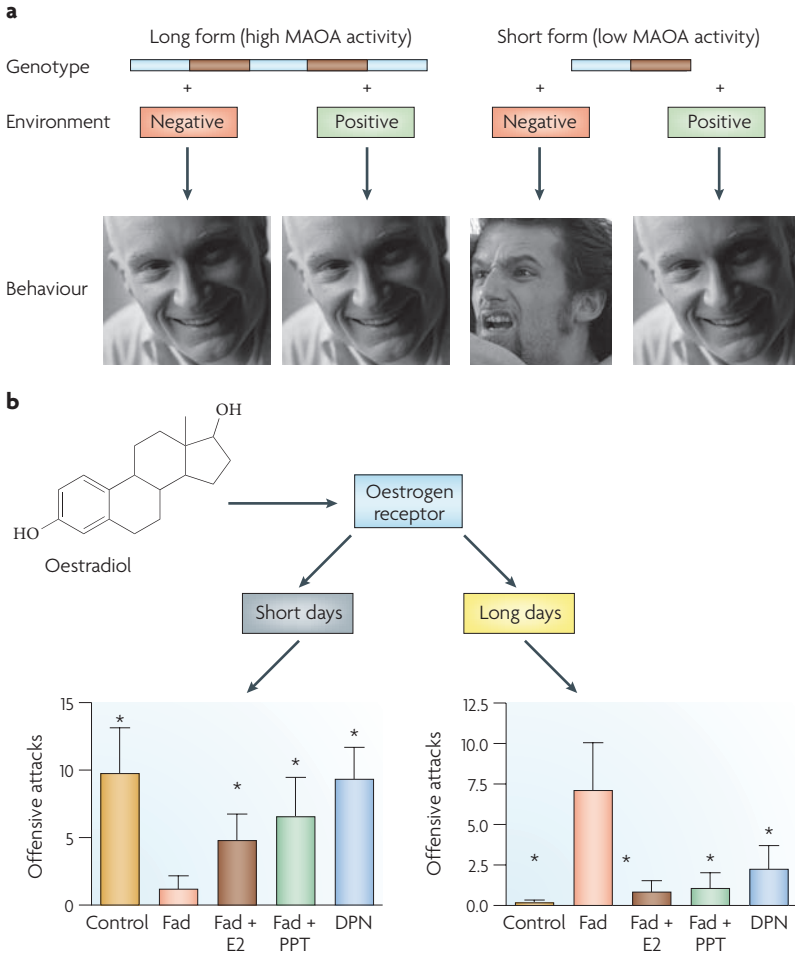 a
Long form (high MAOA activity)
Short form (low MAOA activity)
Genotype
+
+
+
+
Environment
Negative
Positive
Negative
Positive
Behaviour
b
OH
HO
Oestradiol
Oestrogen
receptor
Short days
Long days
Offensive attacks
15
10
5
0
*
*
*
*
Control
Fad
Fad +
E2
Fad +
PPT
DPN
Offensive attacks
12.5
10.0
7.5
5.0
2.5
0.0
*
*
*
*
Control
Fad
Fad +
E2
Fad +
PPT
DPN